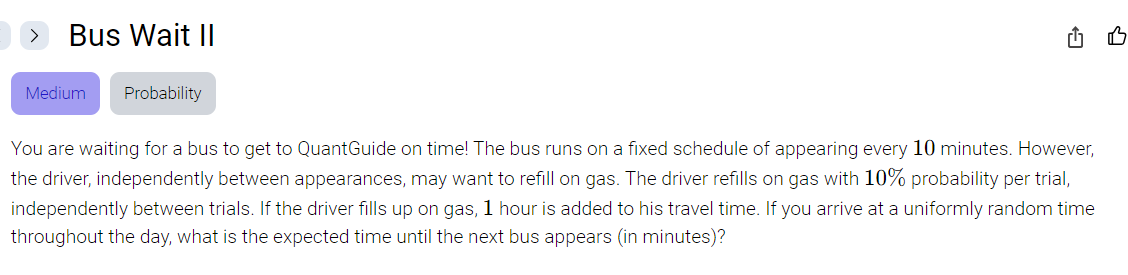 Bus Wait II
Medium Probability
You are waiting for a bus to get to QuantGuide on time! The bus runs on a fixed schedule of appearing every 10 minutes. However,
the driver, independently between appearances, may want to refill on gas. The driver refills on gas with 10% probability per trial,
independently between trials. If the driver fills up on gas, 1 hour is added to his travel time. If you arrive at a uniformly random time
throughout the day, what is the expected time until the next bus appears (in minutes)?